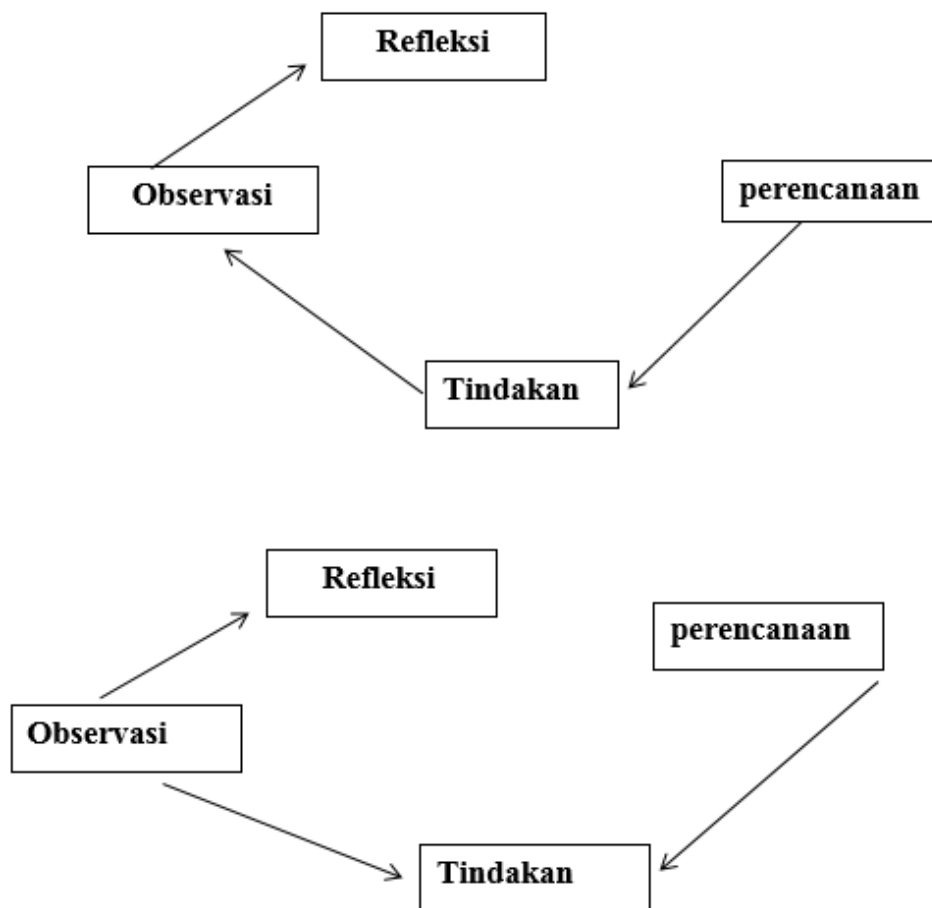 Refleksi
Observasi
perencanaan
Tindakan
Refleksi
perencanaan
Observasi
Tindakan